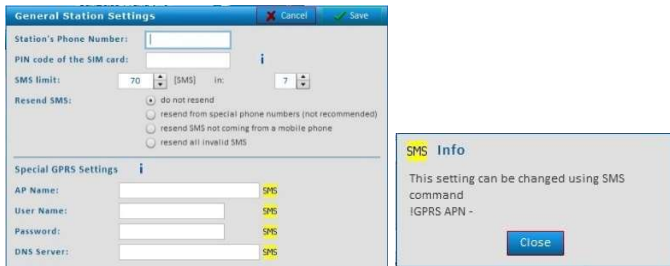 General Station Settings
Cancel
Save
Station's Phone Number:
PIN code of the SIM card:
i
SMS limit:
70
[SMS] in:
7
Resend SMS:
do not resend
resend from special phone numbers (not recommended)
resend SMS not coming from a mobile phone
resend all invalid SMS
Special GPRS Settings i
AP Name:
SMS
User Name:
SMS
Password:
SMS
DNS Server:
SMS
SMS Info
This setting can be changed using SMS
command
!GPRS APN -
Close